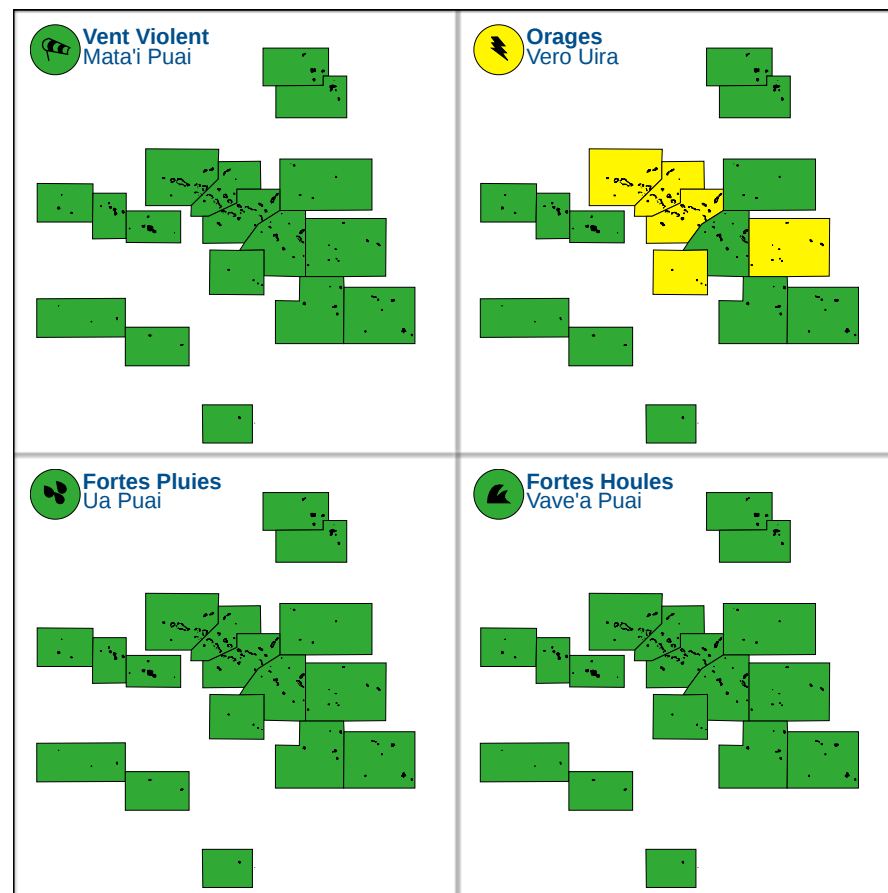 Vent Violent
Mata'i Puai
Orages
Vero Uira
Fortes Pluies
Ua Puai
Fortes Houles
Vave'a Puai